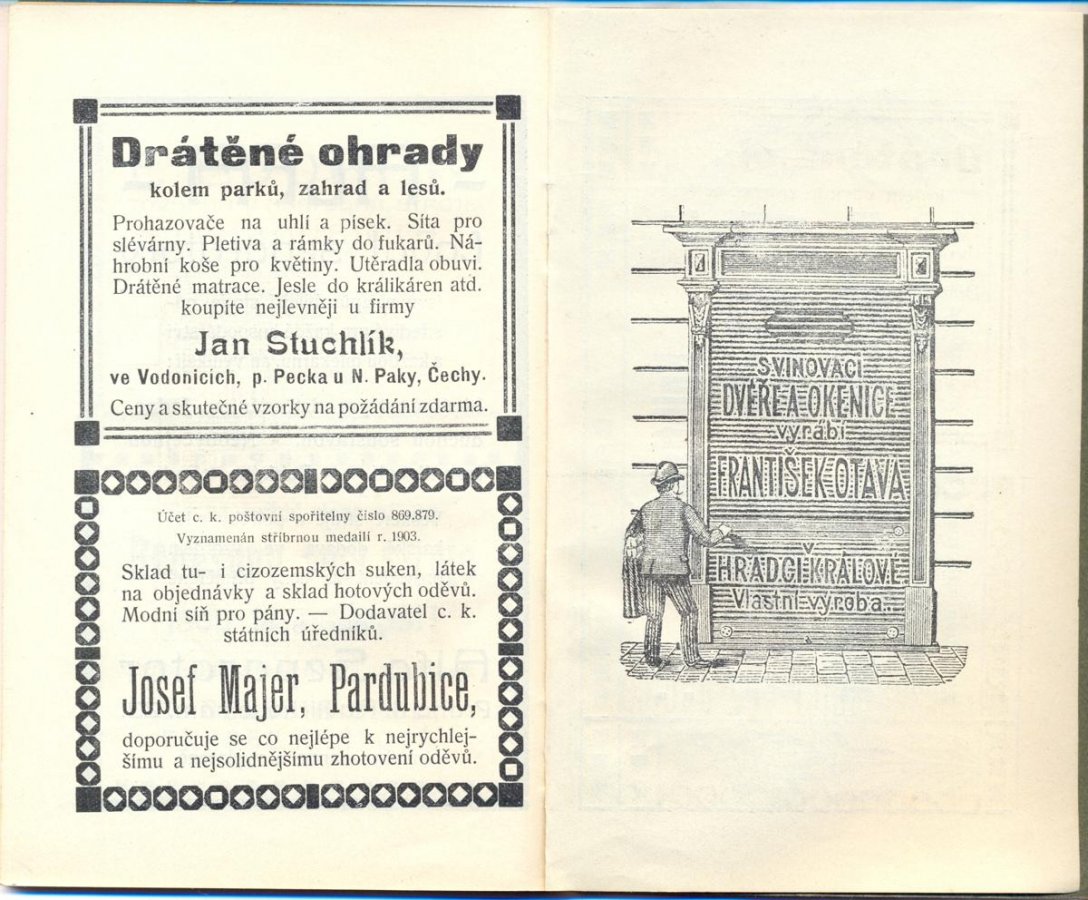 Drátěné ohrady
kolem parků, zahrad a lesů.
Prohazovače na uhlí a písek. Síta pro
slévárny. Pletiva a rámky do fukarů. Ná-
hrobní koše pro květiny. Utěradla obuvi.
Drátěné matrace. Jesle do králikáren atd.
koupíte nejlevněji u firmy
Jan Stuchlík,
ve Vodonicích, p. Pecka u N. Paky, Čechy.
Ceny a skutečné vzorky na požádání zdarma.
Účet c. k. poštovní spořitelny číslo 869.879.
Vyznamenán stříbrnou medailí r. 1903.
Sklad tu- i cizozemských suken, látek
na objednávky a sklad hotových oděvů.
Modní síň pro pány. — Dodavatel c. k.
státních úředníků.
Josef Majer, Pardubice,
doporučuje se co nejlépe k nejrychlej-
šímu a nejsolidnějšímu zhotovení oděvů.
SVINOVACÍ
DVÉŘE A OKENICE
vyrábí
FRANTIŠEK OTAVA
V
HRADCI KRÁLOVÉ
Vlastní výroba.